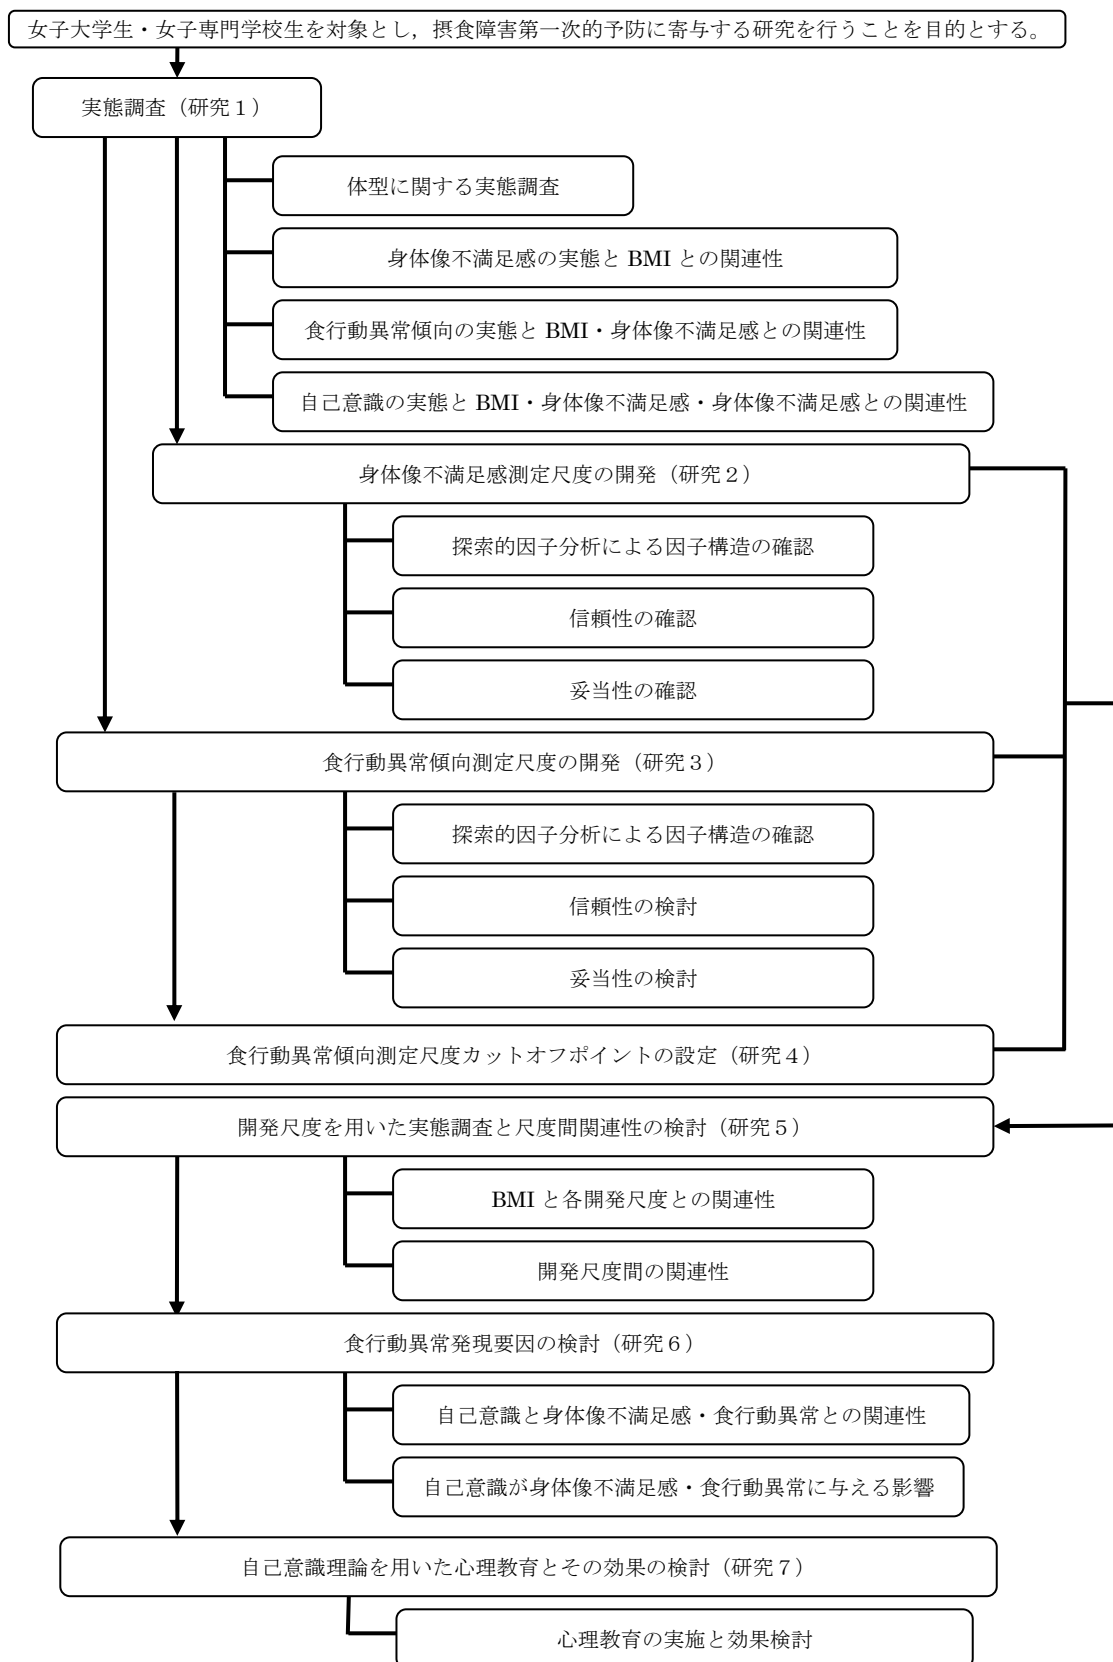 女子大学生・女子専門学校生を対象とし，摂食障害第一次的予防に寄与する研究を行うことを目的とする。
実態調査（研究１）
体型に関する実態調査
身体像不満足感の実態と BMI との関連性
食行動異常傾向の実態と BMI・身体像不満足感との関連性
自己意識の実態と BMI・身体像不満足感・身体像不満足感との関連性
身体像不満足感測定尺度の開発（研究２）
探索的因子分析による因子構造の確認
信頼性の確認
妥当性の確認
食行動異常傾向測定尺度の開発（研究３）
探索的因子分析による因子構造の確認
信頼性の検討
妥当性の検討
食行動異常傾向測定尺度カットオフポイントの設定（研究４）
開発尺度を用いた実態調査と尺度間関連性の検討（研究５）
BMI と各開発尺度との関連性
開発尺度間の関連性
食行動異常発現要因の検討（研究６）
自己意識と身体像不満足感・食行動異常との関連性
自己意識が身体像不満足感・食行動異常に与える影響
自己意識理論を用いた心理教育とその効果の検討（研究７）
心理教育の実施と効果検討